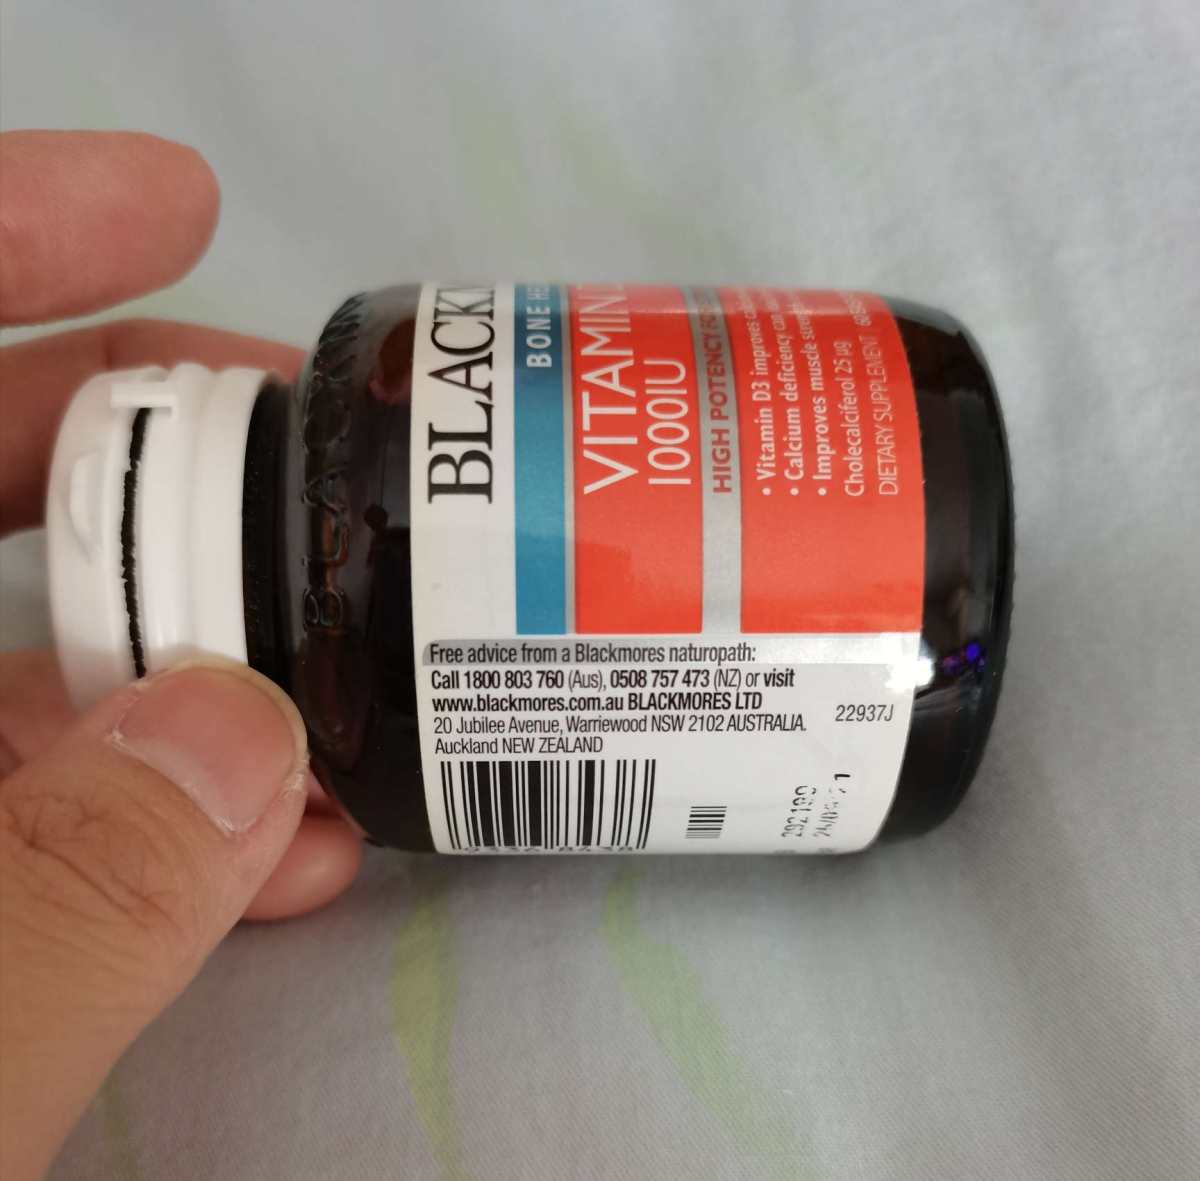 BLACK
BONE
VITAMIN
1000IU
HIGH POTENCY
• Vitamin D3 improves
• Calcium deficiency can
• Improves muscle
Cholecalciferol 25 µg
DIETARY SUPPLEMENT
Free advice from a Blackmores naturopath:
Call 1800 803 760 (Aus), 0508 757 473 (NZ) or visit
www.blackmores.com.au BLACKMORES LTD
20 Jubilee Avenue, Warriewood NSW 2102 AUSTRALIA.
Auckland NEW ZEALAND
22937J